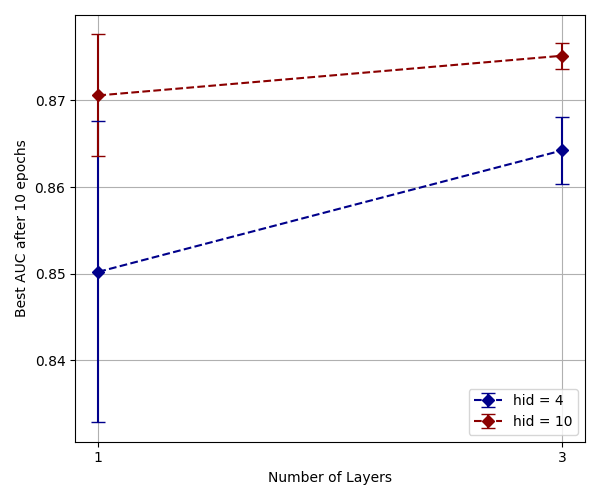 Best AUC after 10 epochs
0.87
0.86
0.85
0.84
1
3
Number of Layers
hid = 4
hid = 10